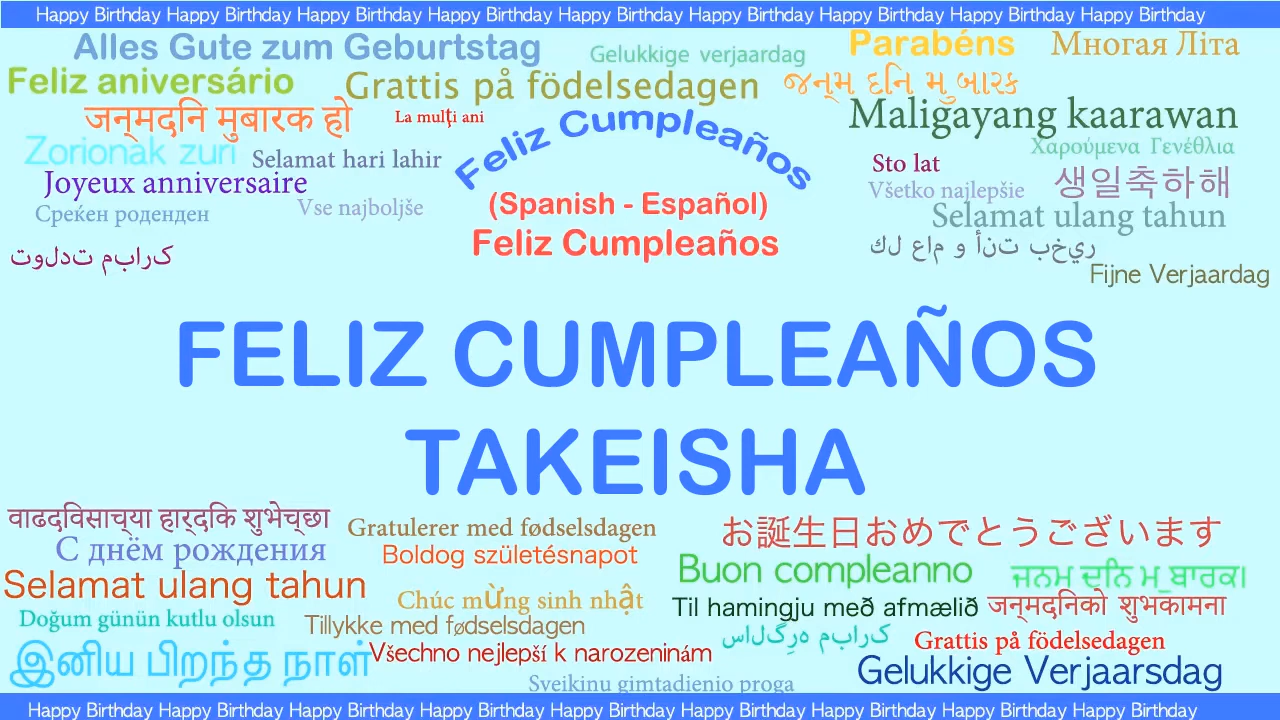 Happy Birthday Happy Birthday Happy Birthday Happy Birthday Happy Birthday Happy Birthday Happy Birthday Happy Birthday Happy Birthday
Alles Gute zum Geburtstag
Gelukkige verjaardag
Parabéns
Многая Літа
Feliz aniversário
Grattis på födelsedagen
જન્મ દિન મુબારક
जन्मदिन मुबारक हो
La mulţi ani
Feliz Cumpleaños
Maligayang kaarawan
Zorionak zuri
Selamat hari lahir
Sto lat
Χαρούμενα Γενέθλια
Joyeux anniversaire
Všetko najlepšie
생일축하해
Среќен роденден
Vse najboljše
(Spanish - Español)
Selamat ulang tahun
تولدت مبارک
Feliz Cumpleaños
كل عام و أنت بخير
Fijne Verjaardag
FELIZ CUMPLEAÑOS
TAKEISHA
वाढदिवसाच्या हार्दिक शुभेच्छा
Gratulerer med fødselsdagen
お誕生日おめでとうございます
С днём рождения
Boldog születésnapot
Buon compleanno
ਜਨਮ ਦਿਨ ਮੁਬਾਰਕ।
Selamat ulang tahun
Chúc mừng sinh nhật
Til hamingju með afmælið
जन्मदिनको शुभकामना
Doğum günün kutlu olsun
Tillykke med fødselsdagen
سالگرہ مبارک
Grattis på födelsedagen
இனிய பிறந்த நாள்
Všechno nejlepší k narozeninám
Gelukkige Verjaarsdag
Sveikinu gimtadienio proga
Happy Birthday Happy Birthday Happy Birthday Happy Birthday Happy Birthday Happy Birthday Happy Birthday Happy Birthday Happy Birthday